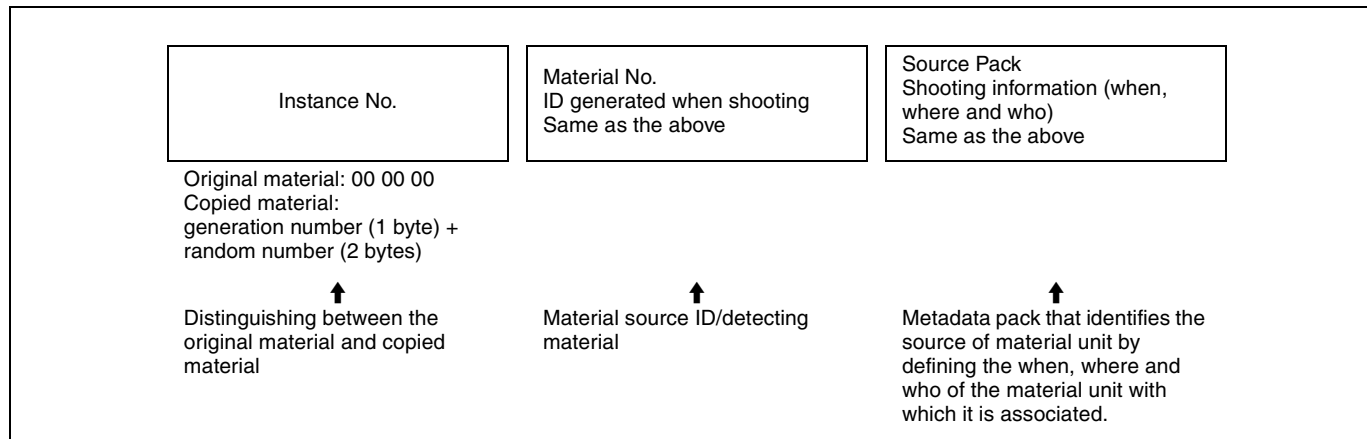 Instance No.
Material No.
ID generated when shooting
Same as the above
Source Pack
Shooting information (when,
where and who)
Same as the above
Original material: 00 00 00
Copied material:
generation number (1 byte) +
random number (2 bytes)
Distinguishing between the
original material and copied
material
Material source ID/detecting
material
Metadata pack that identifies the
source of material unit by
defining the when, where and
who of the material unit with
which it is associated.